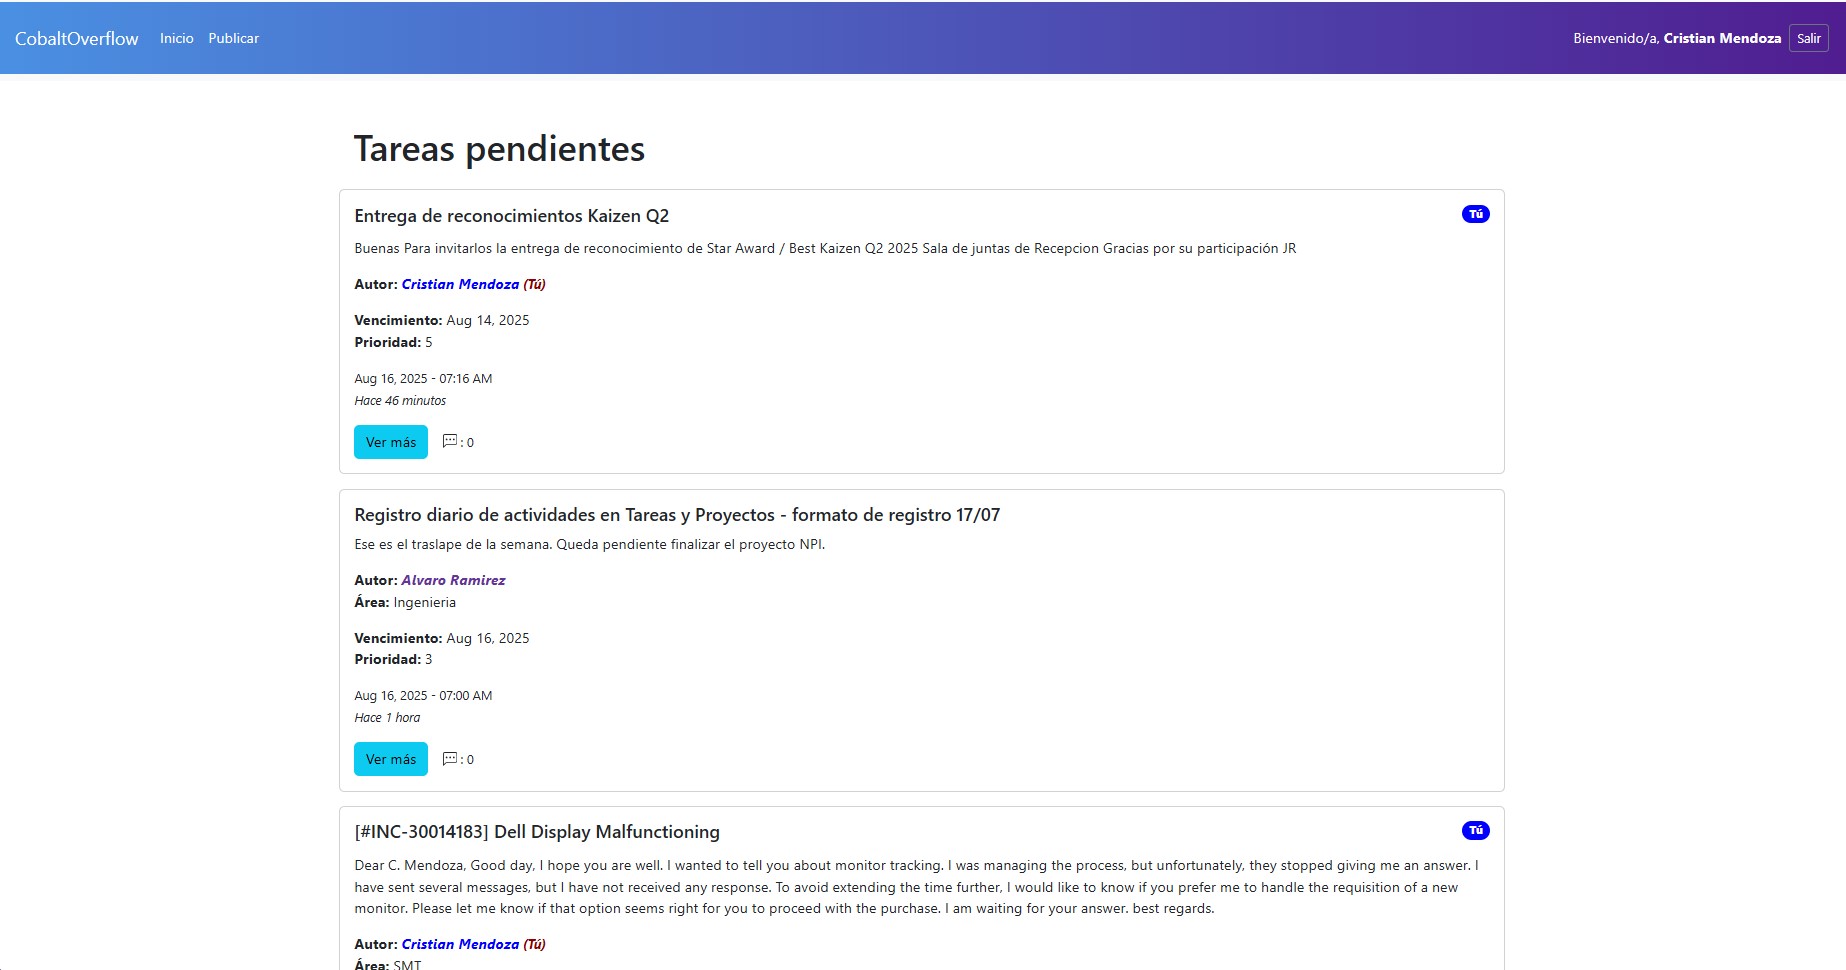 CobaltOverflow Inicio Publicar Bienvenido/a, Cristian Mendoza Salir
Tareas pendientes
Entrega de reconocimientos Kaizen Q2 Tú
Buenas Para invitarlos la entrega de reconocimiento de Star Award / Best Kaizen Q2 2025 Sala de juntas de Recepcion Gracias por su participación JR
Autor: Cristian Mendoza (Tú)
Vencimiento: Aug 14, 2025
Prioridad: 5
Aug 16, 2025 - 07:16 AM
Hace 46 minutos
Ver más : 0
Registro diario de actividades en Tareas y Proyectos - formato de registro 17/07
Ese es el traslape de la semana. Queda pendiente finalizar el proyecto NPI.
Autor: Alvaro Ramirez
Área: Ingenieria
Vencimiento: Aug 16, 2025
Prioridad: 3
Aug 16, 2025 - 07:00 AM
Hace 1 hora
Ver más : 0
[#INC-30014183] Dell Display Malfunctioning Tú
Dear C. Mendoza, Good day, I hope you are well. I wanted to tell you about monitor tracking. I was managing the process, but unfortunately, they stopped giving me an answer. I
have sent several messages, but I have not received any response. To avoid extending the time further, I would like to know if you prefer me to handle the requisition of a new
monitor. Please let me know if that option seems right for you to proceed with the purchase. I am waiting for your answer. best regards.
Autor: Cristian Mendoza (Tú)
Área: SMT